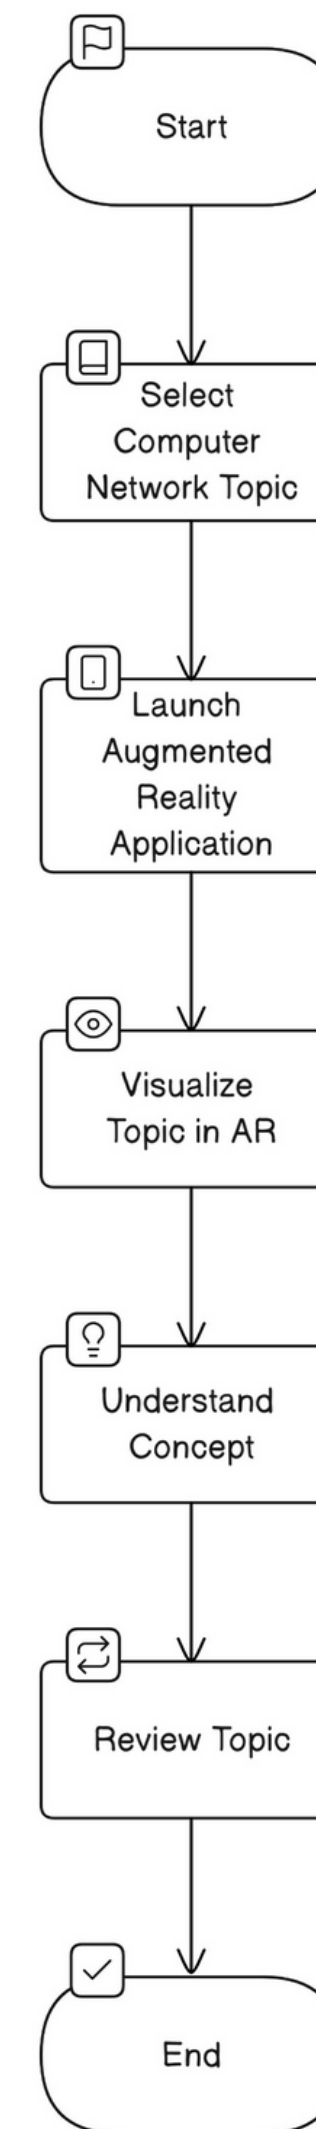 Start
Select
Computer
Network Topic
Launch
Augmented
Reality
Application
Visualize
Topic in AR
Understand
Concept
Review Topic
End